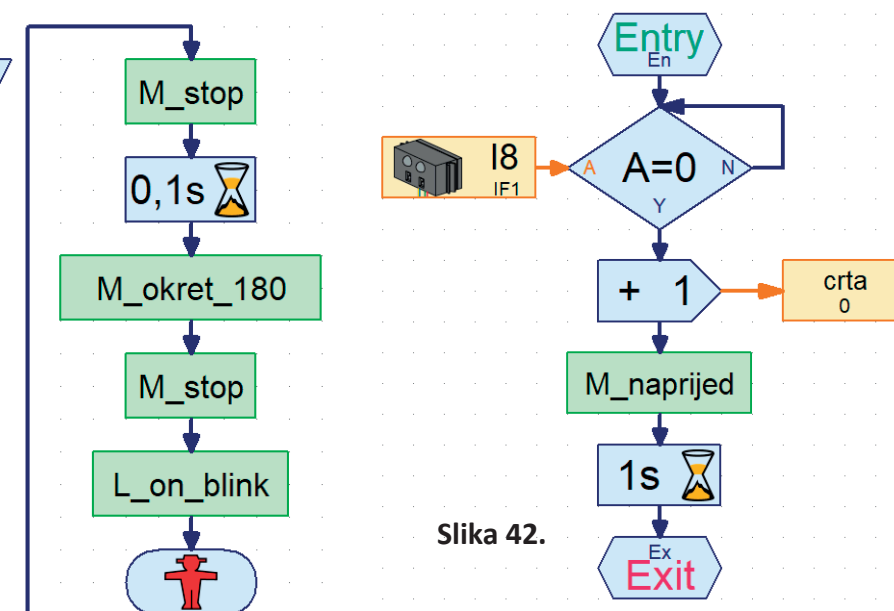 M_stop
0,1s
M_okret_180
M_stop
L_on_blink
Entry
En
I8
IF1
A
A=0
N
Y
+ 1
crta
0
M_naprijed
1s
Slika 42.
Ex
Exit